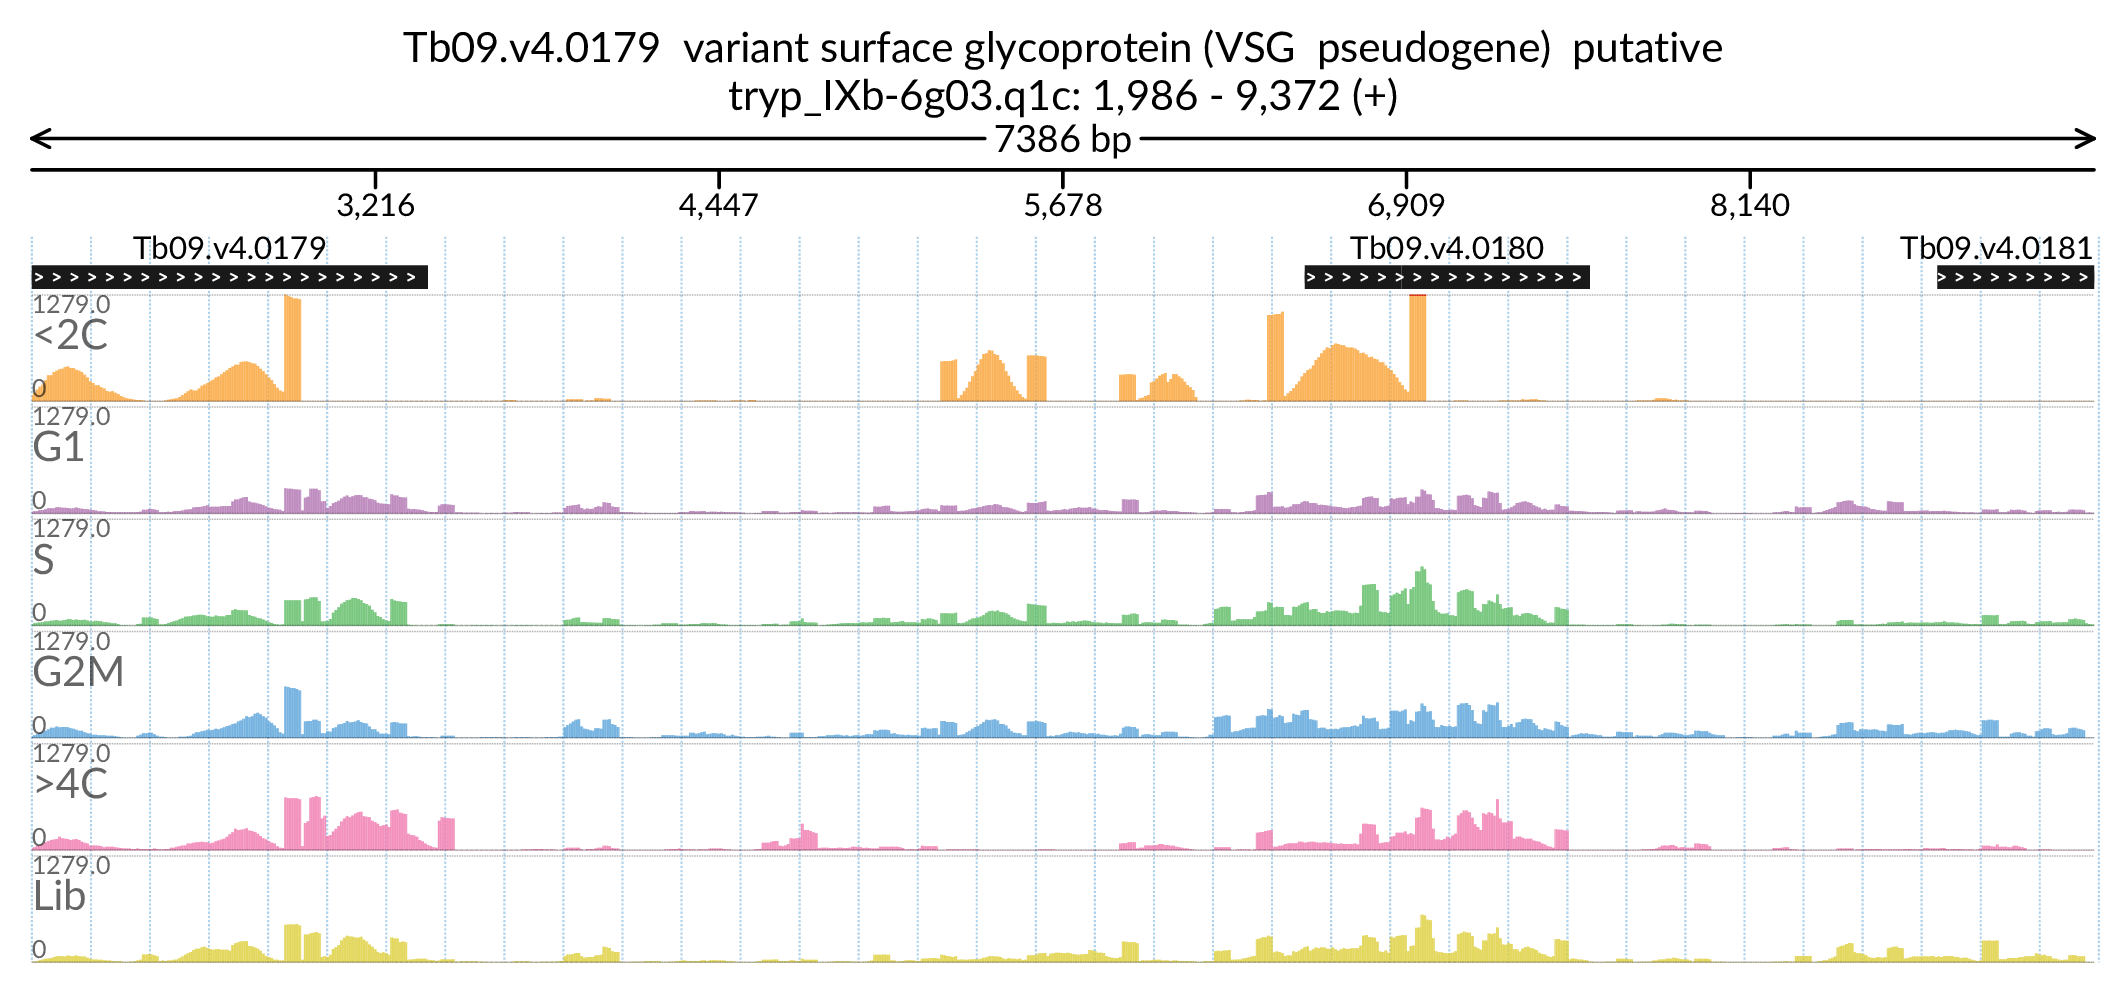 Tb09.v4.0179 variant surface glycoprotein (VSG pseudogene) putative
tryp_IXb-6g03.q1c: 1,986 - 9,372 (+)
7386 bp
3,216 4,447 5,678 6,909 8,140
Tb09.v4.0179 Tb09.v4.0180 Tb09.v4.0181
1279.0
<2C
0
1279.0
G1
0
1279.0
S
0
1279.0
G2M
0
1279.0
>4C
0
1279.0
Lib
0